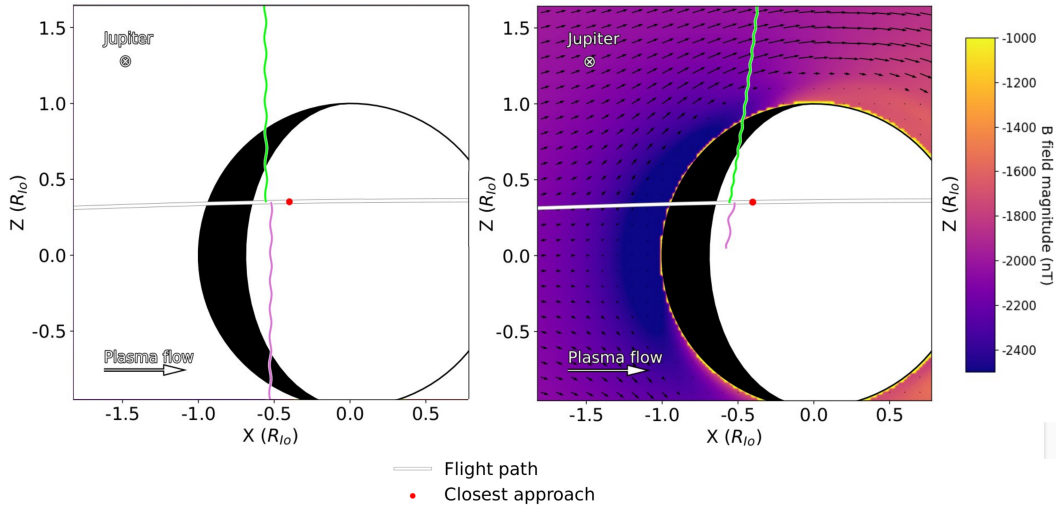 1.5
1.0
0.5
0.0
-0.5
Z (R_Io)
Jupiter
⊗
Plasma flow
-1.5
-1.0
-0.5
0.0
0.5
X (R_Io)
1.5
1.0
0.5
0.0
-0.5
Z (R_Io)
Jupiter
⊗
Plasma flow
-1.5
-1.0
-0.5
0.0
0.5
X (R_Io)
-1000
-1200
-1400
-1600
-1800
-2000
-2200
-2400
B field magnitude (nT)
Flight path
Closest approach